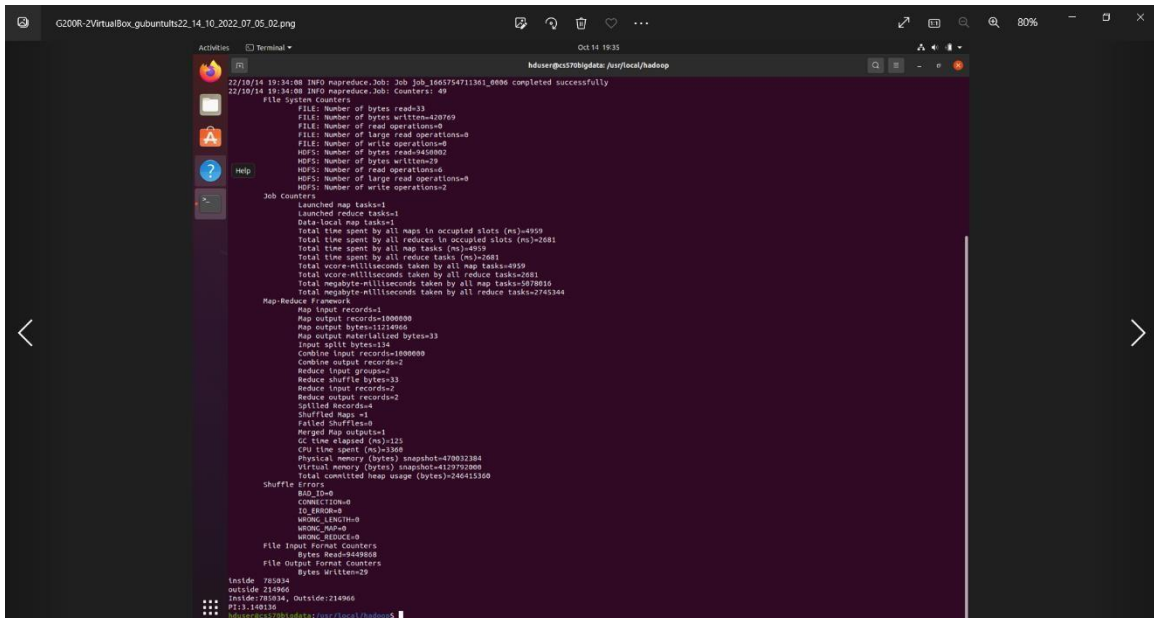 G200R-2VirtualBox_gubuntults22_14_10_2022_07_05_02.png
80%
Activities Terminal Oct 14 19:35
hduser@cs570bigdata: /usr/local/hadoop
22/10/14 19:34:08 INFO mapreduce.Job: Job job_1665754711361_0006 completed successfully
22/10/14 19:34:08 INFO mapreduce.Job: Counters: 49
File System Counters
FILE: Number of bytes read=33
FILE: Number of bytes written=420769
FILE: Number of read operations=0
FILE: Number of large read operations=0
FILE: Number of write operations=0
HDFS: Number of bytes read=9450002
HDFS: Number of bytes written=29
HDFS: Number of read operations=6
HDFS: Number of large read operations=0
HDFS: Number of write operations=2
Help
Job Counters
Launched map tasks=1
Launched reduce tasks=1
Data-local map tasks=1
Total time spent by all maps in occupied slots (ms)=4959
Total time spent by all reduces in occupied slots (ms)=2681
Total time spent by all map tasks (ms)=4959
Total time spent by all reduce tasks (ms)=2681
Total vcore-milliseconds taken by all map tasks=4959
Total vcore-milliseconds taken by all reduce tasks=2681
Total megabyte-milliseconds taken by all map tasks=5078016
Total megabyte-milliseconds taken by all reduce tasks=2745344
Map-Reduce Framework
Map input records=1
Map output records=1000000
Map output bytes=11214966
Map output materialized bytes=33
Input split bytes=134
Combine input records=1000000
Combine output records=2
Reduce input groups=2
Reduce shuffle bytes=33
Reduce input records=2
Reduce output records=2
Spilled Records=4
Shuffled Maps =1
Failed Shuffles=0
Merged Map outputs=1
GC time elapsed (ms)=125
CPU time spent (ms)=3360
Physical memory (bytes) snapshot=470032384
Virtual memory (bytes) snapshot=4129792000
Total committed heap usage (bytes)=246415360
Shuffle Errors
BAD_ID=0
CONNECTION=0
IO_ERROR=0
WRONG_LENGTH=0
WRONG_MAP=0
WRONG_REDUCE=0
File Input Format Counters
Bytes Read=9449868
File Output Format Counters
Bytes Written=29
inside 785034
outside 214966
Inside:785034, Outside:214966
PI:3.140136
hduser@cs570bigdata:/usr/local/hadoop$